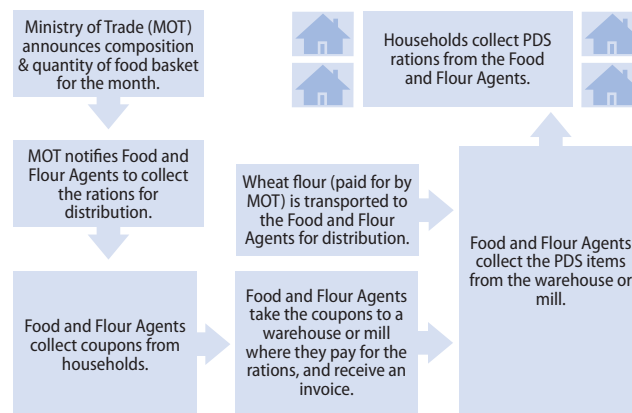 Ministry of Trade (MOT)
announces composition
& quantity of food basket
for the month.
MOT notifies Food and
Flour Agents to collect
the rations for
distribution.
Food and Flour Agents
collect coupons from
households.
Food and Flour Agents
take the coupons to a
warehouse or mill
where they pay for the
rations, and receive an
invoice.
Wheat flour (paid for by
MOT) is transported to
the Food and Flour
Agents for distribution.
Food and Flour Agents
collect the PDS items
from the warehouse or
mill.
Households collect PDS
rations from the Food
and Flour Agents.